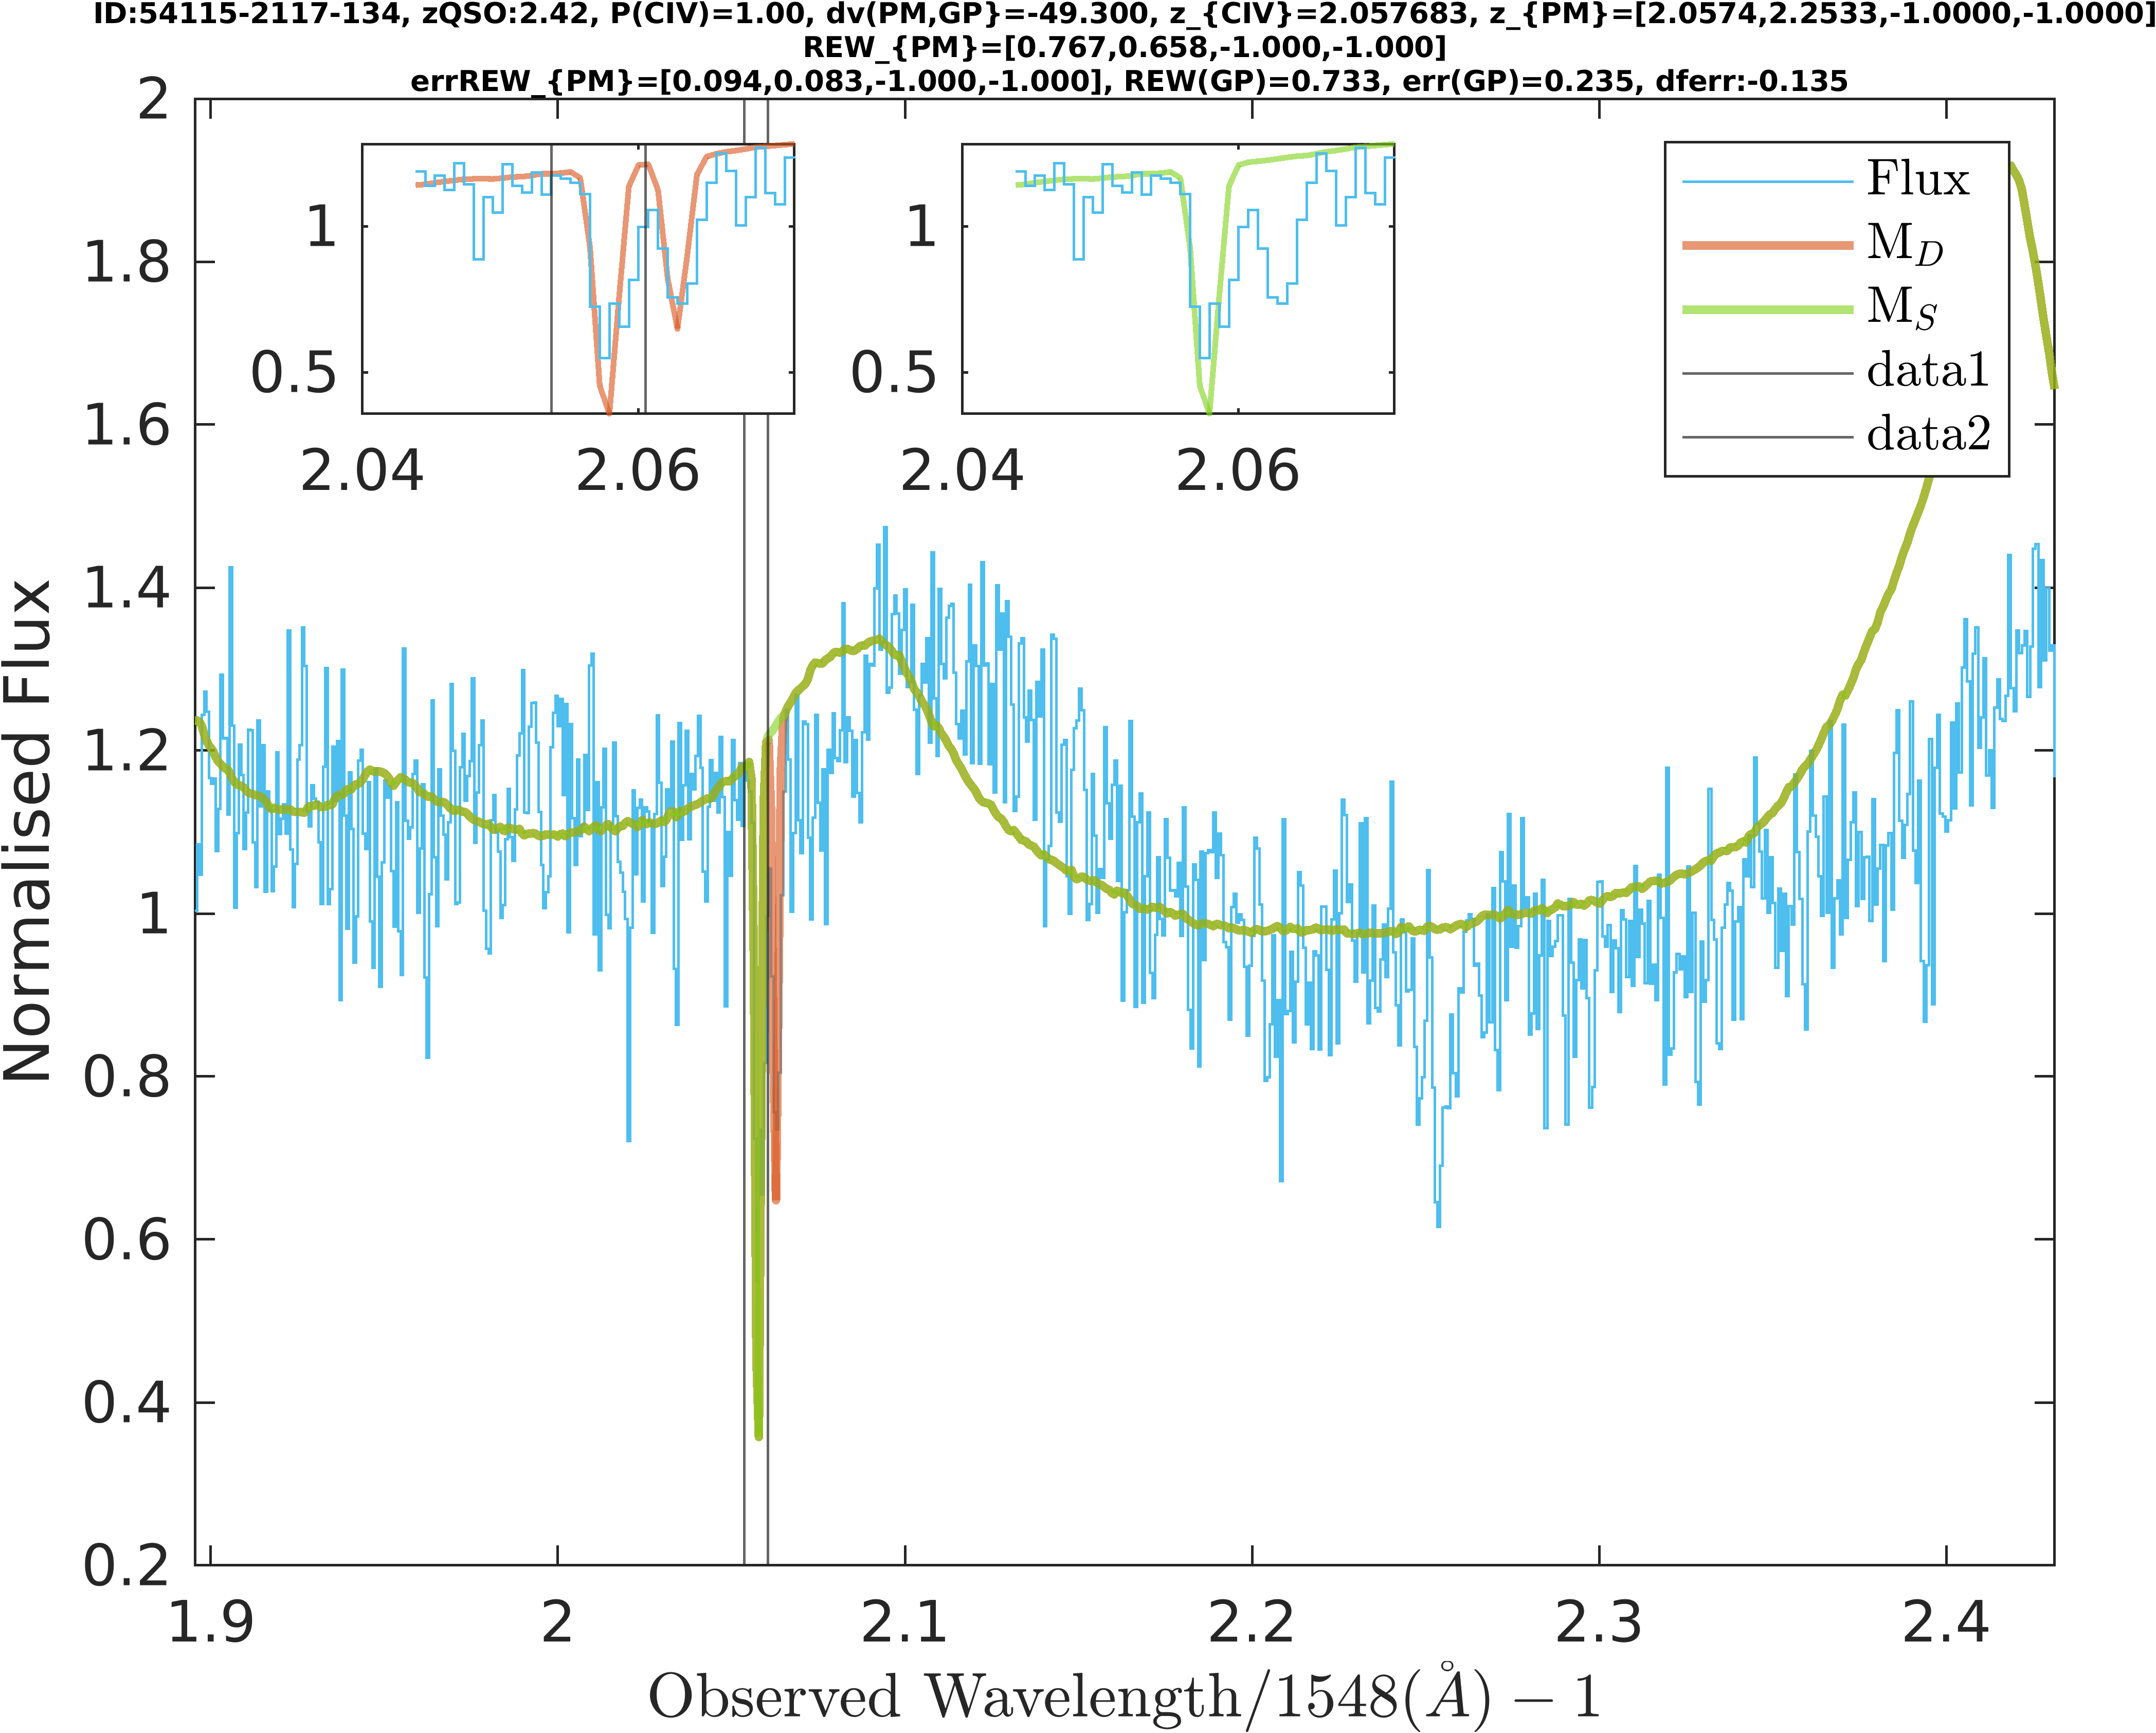 ID:54115-2117-134, zQSO:2.42, P(CIV)=1.00, dv(PM,GP}=-49.300, z_{CIV}=2.057683, z_{PM}=[2.0574,2.2533,-1.0000,-1.0000]
REW_{PM}=[0.767,0.658,-1.000,-1.000]
errREW_{PM}=[0.094,0.083,-1.000,-1.000], REW(GP)=0.733, err(GP)=0.235, dferr:-0.135
2
1.8
1.6
1.4
1.2
1
0.8
0.6
0.4
0.2
Normalised Flux
1
0.5
2.04 2.06
1
0.5
2.04 2.06
Flux
M_D
M_S
data1
data2
1.9 2 2.1 2.2 2.3 2.4
Observed Wavelength/1548(Å) − 1